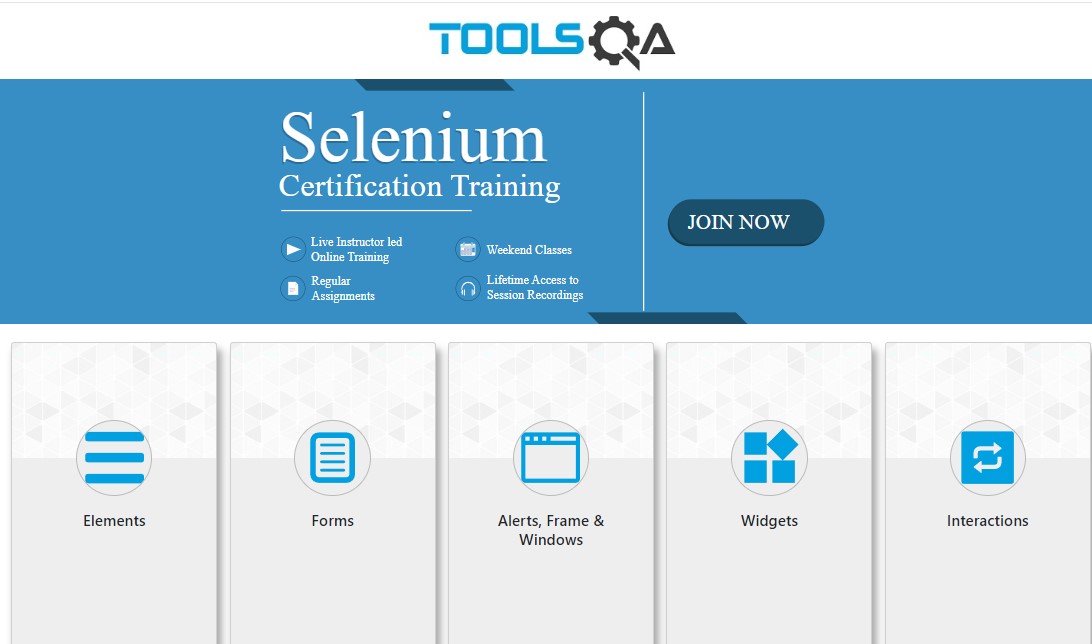 TOOLSQA
Selenium
Certification Training
JOIN NOW
Live Instructor led
Online Training
Weekend Classes
Regular
Assignments
Lifetime Access to
Session Recordings
Elements
Forms
Alerts, Frame &
Windows
Widgets
Interactions